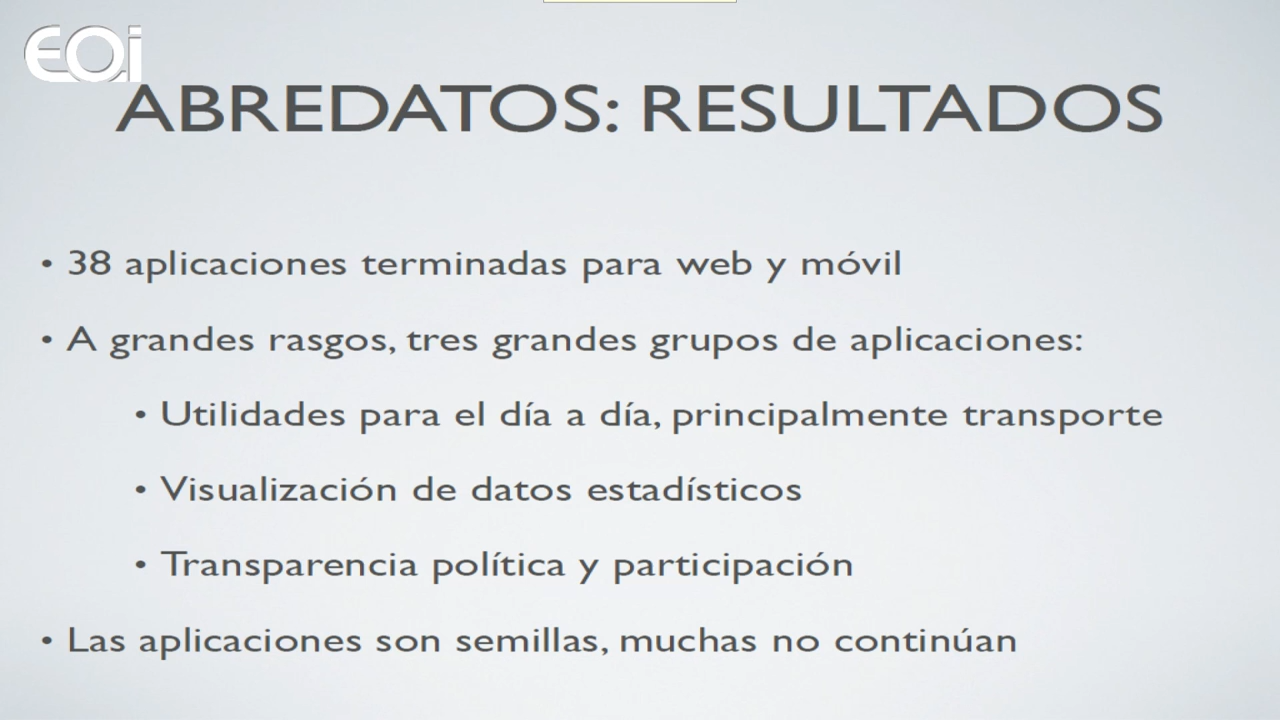 EOi
ABREDATOS: RESULTADOS
• 38 aplicaciones terminadas para web y móvil
• A grandes rasgos, tres grandes grupos de aplicaciones:
• Utilidades para el día a día, principalmente transporte
• Visualización de datos estadísticos
• Transparencia política y participación
• Las aplicaciones son semillas, muchas no continúan